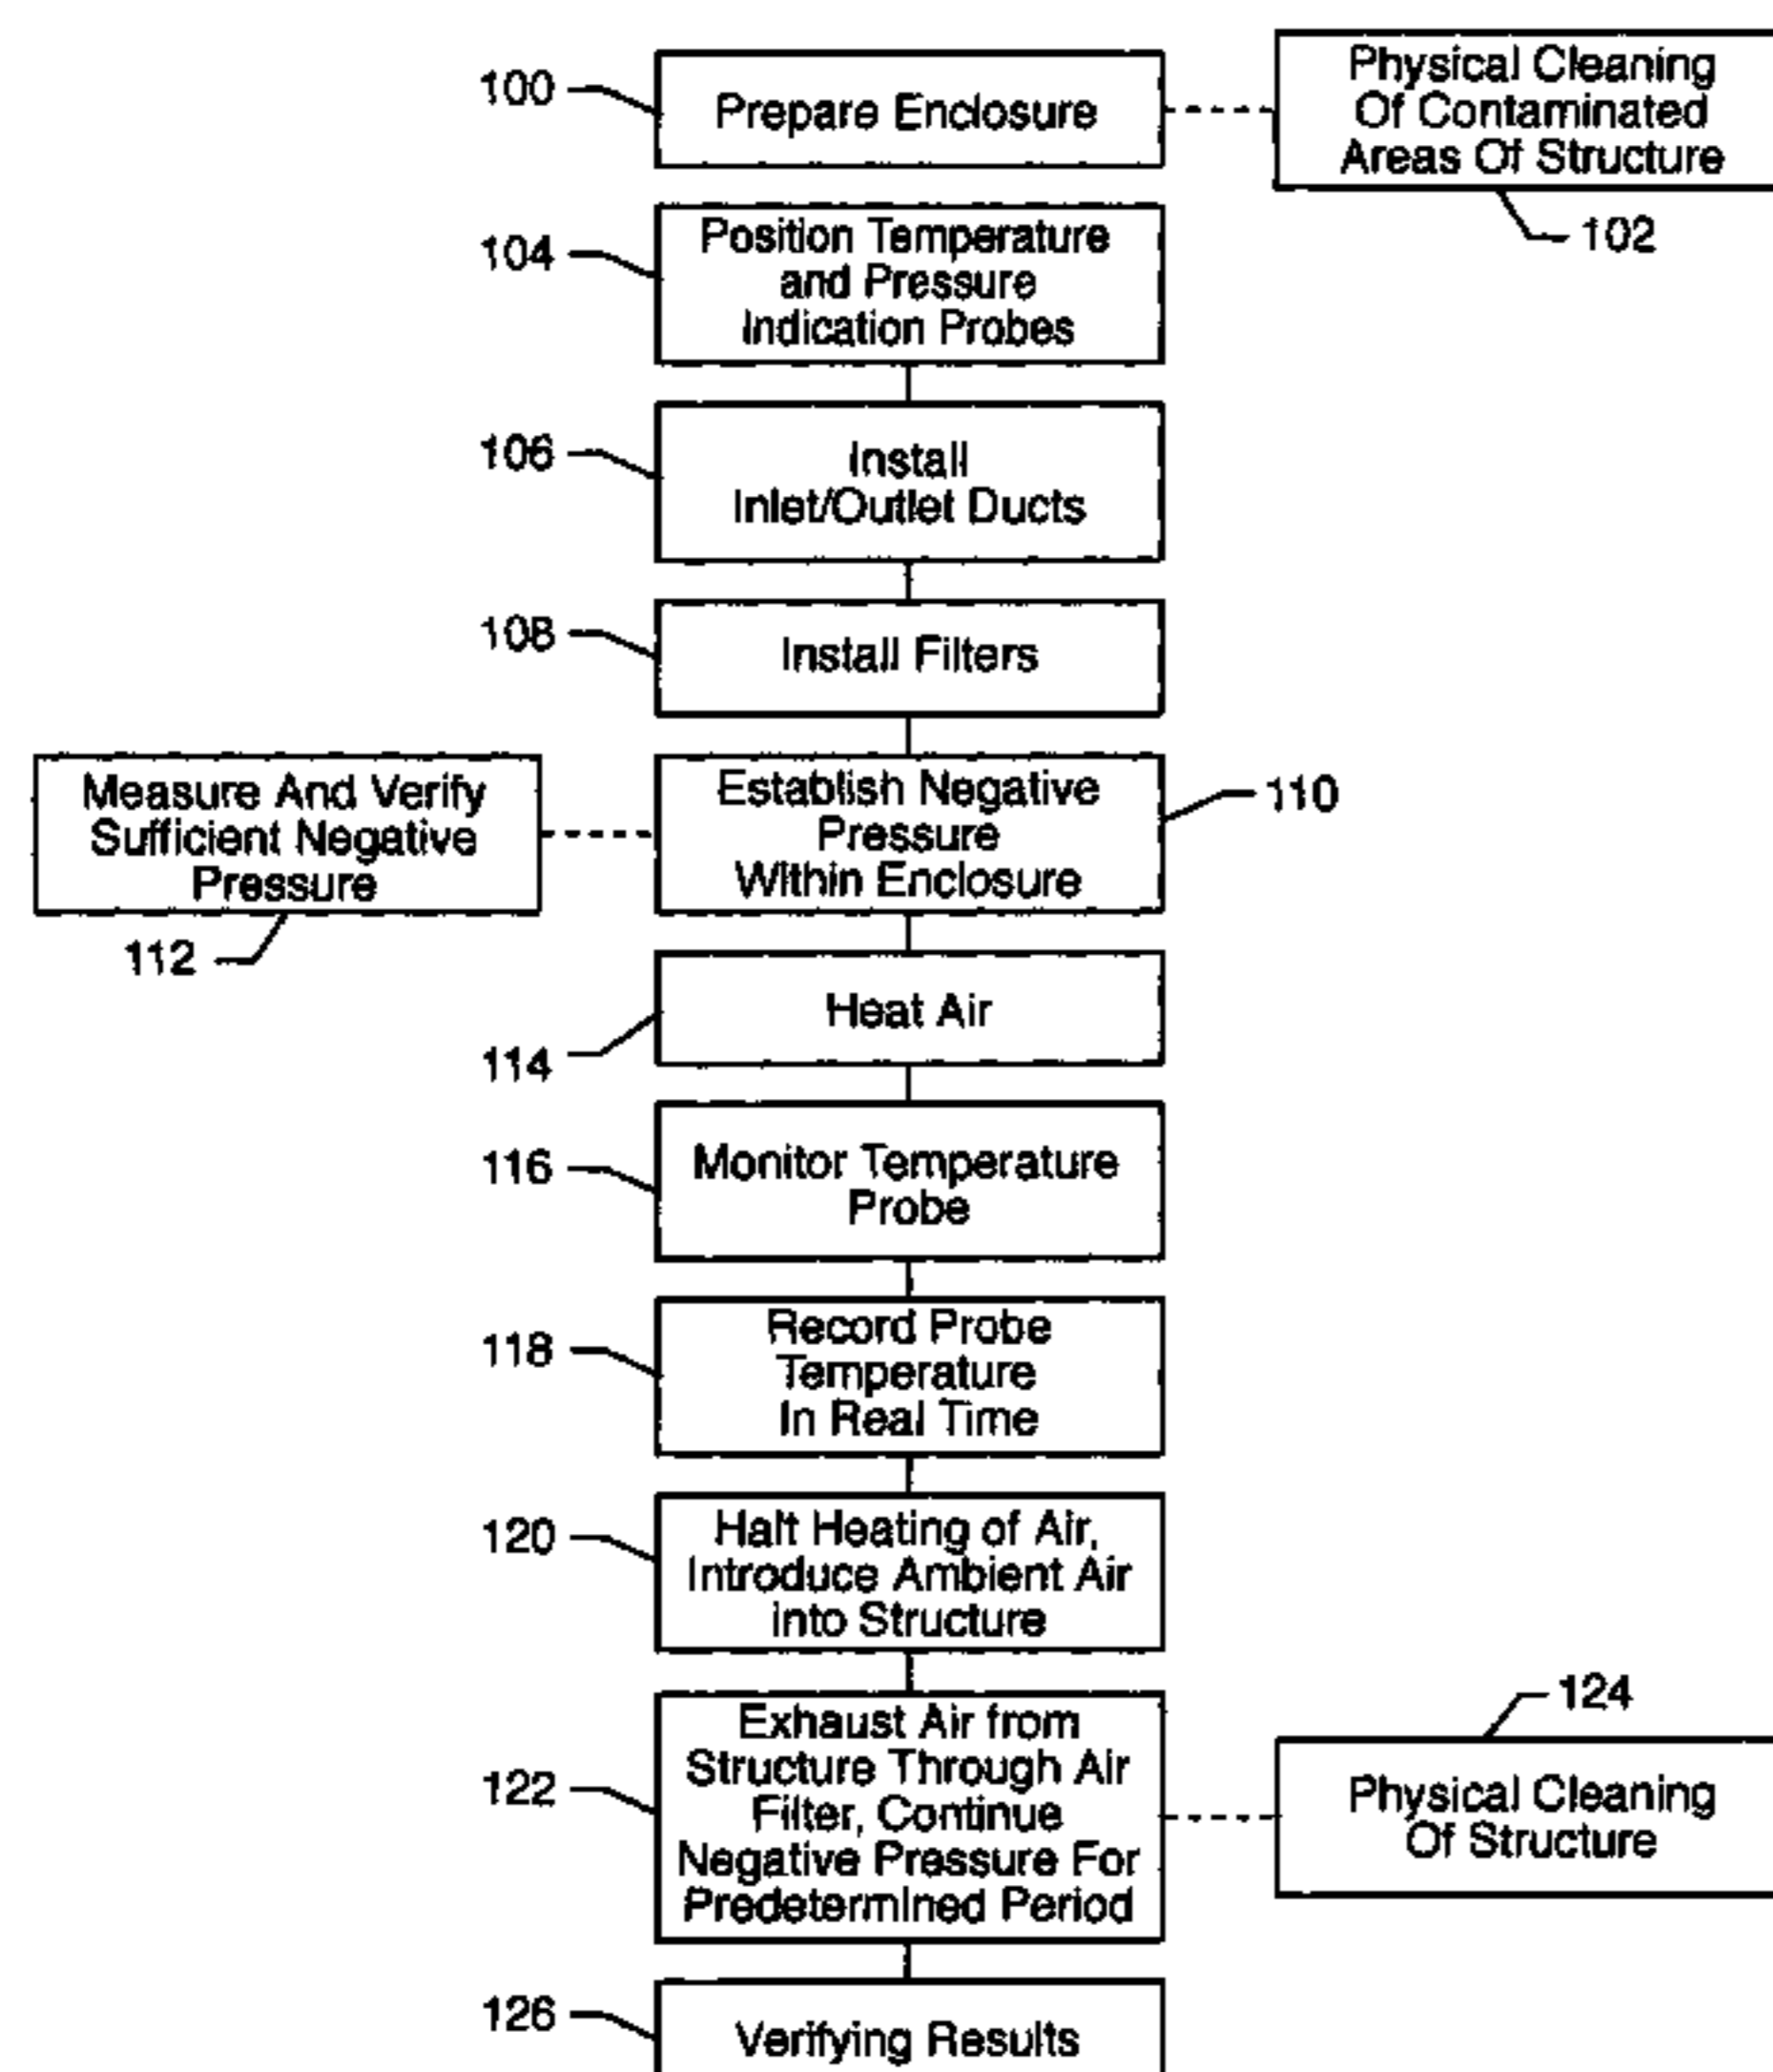 100
Prepare Enclosure
Physical Cleaning
Of Contaminated
Areas Of Structure
102
104
Position Temperature
and Pressure
Indication Probes
106
Install
Inlet/Outlet Ducts
108
Install Filters
Measure And Verify
Sufficient Negative
Pressure
112
Establish Negative
Pressure
Within Enclosure
110
114
Heat Air
116
Monitor Temperature
Probe
118
Record Probe
Temperature
In Real Time
120
Halt Heating of Air,
Introduce Ambient Air
into Structure
122
Exhaust Air from
Structure Through Air
Filter, Continue
Negative Pressure For
Predetermined Period
124
Physical Cleaning
Of Structure
126
Verifying Results